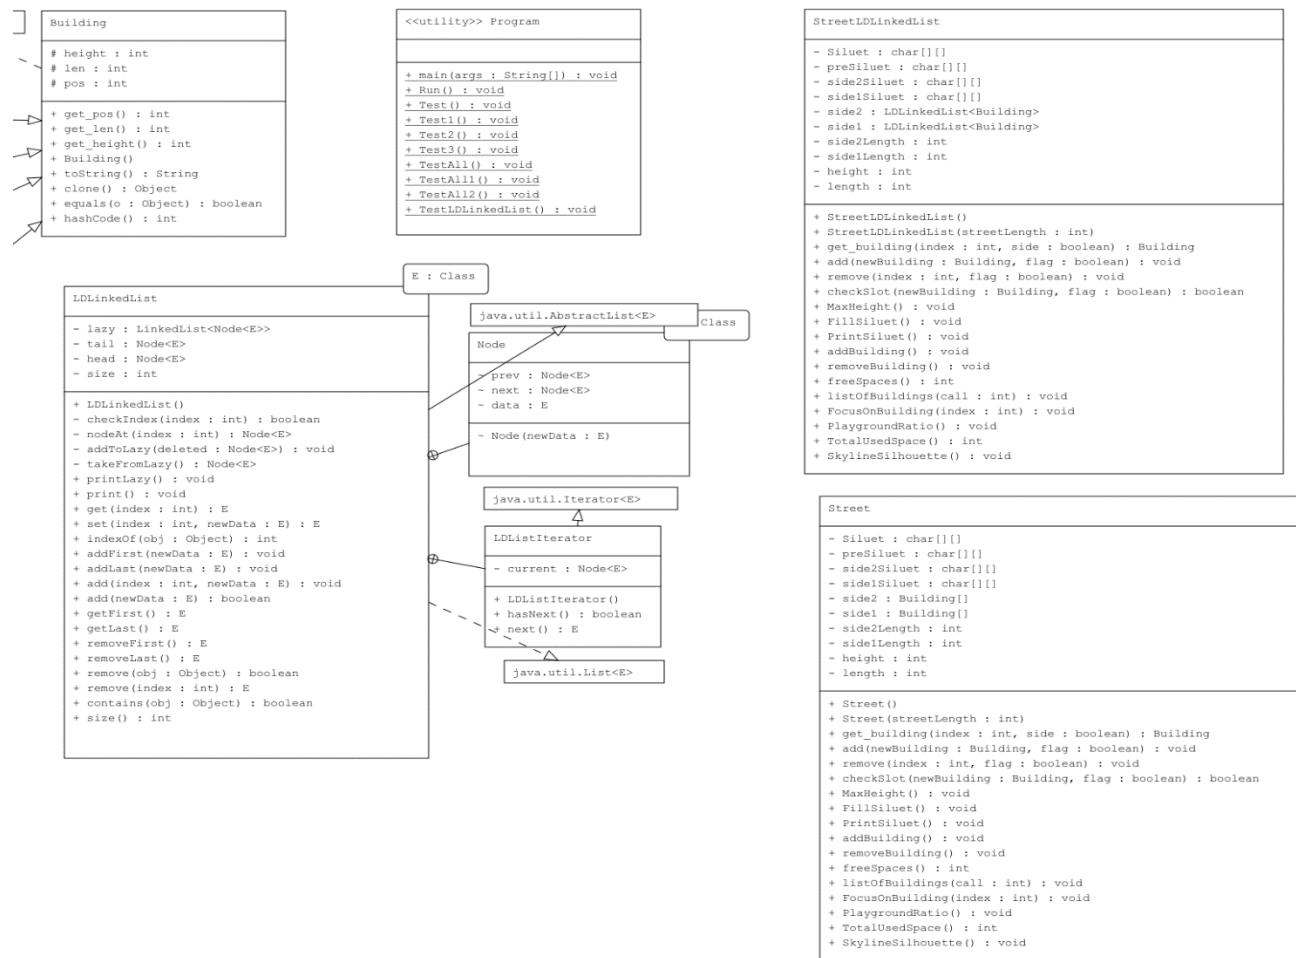 Building
# height : int
# len : int
# pos : int
+ get_pos() : int
+ get_len() : int
+ get_height() : int
+ Building()
+ toString() : String
+ clone() : Object
+ equals(o : Object) : boolean
+ hashCode() : int
<<utility>> Program
+ main(args : String[]) : void
+ Run() : void
+ Test() : void
+ Test1() : void
+ Test2() : void
+ Test3() : void
+ TestAll() : void
+ TestAll1() : void
+ TestAll2() : void
+ TestLDLinkedList() : void
StreetLDLinkedList
- Siluet : char[][]
- preSiluet : char[][]
- side2Siluet : char[][]
- side1Siluet : char[][]
- side2 : LDLinkedList<Building>
- side1 : LDLinkedList<Building>
- side2Length : int
- side1Length : int
- height : int
- length : int
+ StreetLDLinkedList()
+ StreetLDLinkedList(streetLength : int)
+ get_building(index : int, side : boolean) : Building
+ add(newBuilding : Building, flag : boolean) : void
+ remove(index : int, flag : boolean) : void
+ checkSlot(newBuilding : Building, flag : boolean) : boolean
+ MaxHeight() : void
+ FillSiluet() : void
+ PrintSiluet() : void
+ addBuilding() : void
+ removeBuilding() : void
+ freeSpaces() : int
+ listOfBuildings(call : int) : void
+ FocusOnBuilding(index : int) : void
+ PlaygroundRatio() : void
+ TotalUsedSpace() : int
+ SkylineSilhouette() : void
E : Class
LDLinkedList
- lazy : LinkedList<Node<E>>
- tail : Node<E>
- head : Node<E>
- size : int
+ LDLinkedList()
- checkIndex(index : int) : boolean
- nodeAt(index : int) : Node<E>
- addToLazy(deleted : Node<E>) : void
- takeFromLazy() : Node<E>
+ printLazy() : void
+ print() : void
+ get(index : int) : E
+ set(index : int, newData : E) : E
+ indexOf(obj : Object) : int
+ addFirst(newData : E) : void
+ addLast(newData : E) : void
+ add(index : int, newData : E) : void
+ add(newData : E) : boolean
+ getFirst() : E
+ getLast() : E
+ removeFirst() : E
+ removeLast() : E
+ remove(obj : Object) : boolean
+ remove(index : int) : E
+ contains(obj : Object) : boolean
+ size() : int
java.util.AbstractList<E>
Class
Node
~ prev : Node<E>
~ next : Node<E>
~ data : E
~ Node(newData : E)
java.util.Iterator<E>
LDListIterator
- current : Node<E>
+ LDListIterator()
+ hasNext() : boolean
+ next() : E
java.util.List<E>
Street
- Siluet : char[][]
- preSiluet : char[][]
- side2Siluet : char[][]
- side1Siluet : char[][]
- side2 : Building[]
- side1 : Building[]
- side2Length : int
- side1Length : int
- height : int
- length : int
+ Street()
+ Street(streetLength : int)
+ get_building(index : int, side : boolean) : Building
+ add(newBuilding : Building, flag : boolean) : void
+ remove(index : int, flag : boolean) : void
+ checkSlot(newBuilding : Building, flag : boolean) : boolean
+ MaxHeight() : void
+ FillSiluet() : void
+ PrintSiluet() : void
+ addBuilding() : void
+ removeBuilding() : void
+ freeSpaces() : int
+ listOfBuildings(call : int) : void
+ FocusOnBuilding(index : int) : void
+ PlaygroundRatio() : void
+ TotalUsedSpace() : int
+ SkylineSilhouette() : void